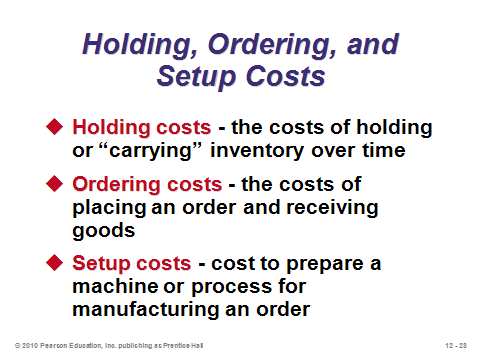 Holding, Ordering, and
Setup Costs
Holding costs - the costs of holding
or “carrying” inventory over time
Ordering costs - the costs of
placing an order and receiving
goods
Setup costs - cost to prepare a
machine or process for
manufacturing an order
© 2010 Pearson Education, Inc. publishing as Prentice Hall
12 - 28